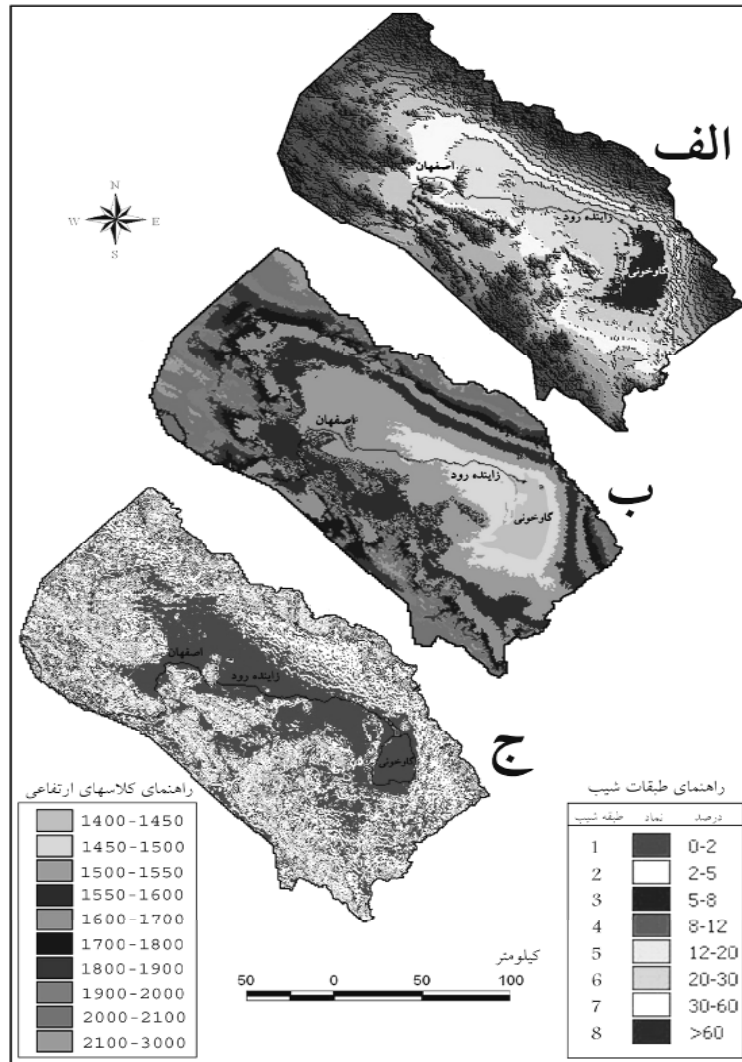 الف
اصفهان
زاینده رود
گاوخونی
N
W E
S
ب
اصفهان
زاینده رود
گاوخونی
ج
اصفهان
زاینده رود
گاوخونی
راهنمای کلاسهای ارتفاعی
1400-1450
1450-1500
1500-1550
1550-1600
1600-1700
1700-1800
1800-1900
1900-2000
2000-2100
2100-3000
کیلومتر
50 0 50 100
راهنمای طبقات شیب
طبقه شیب نماد درصد
1 0-2
2 2-5
3 5-8
4 8-12
5 12-20
6 20-30
7 30-60
8 >60